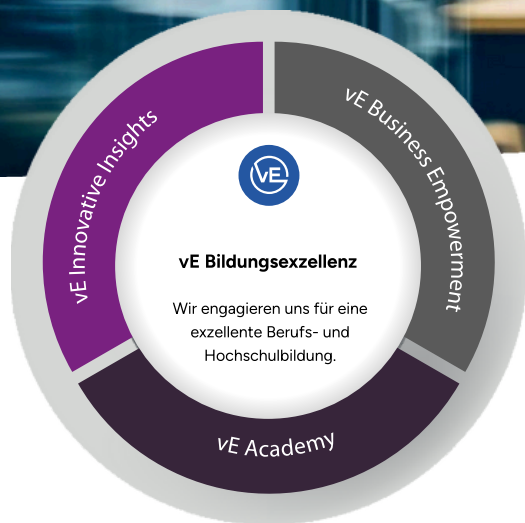 vE Innovative Insights
vE Business Empowerment
vE
vE Bildungsexzellenz
Wir engagieren uns für eine
exzellente Berufs- und
Hochschulbildung.
vE Academy